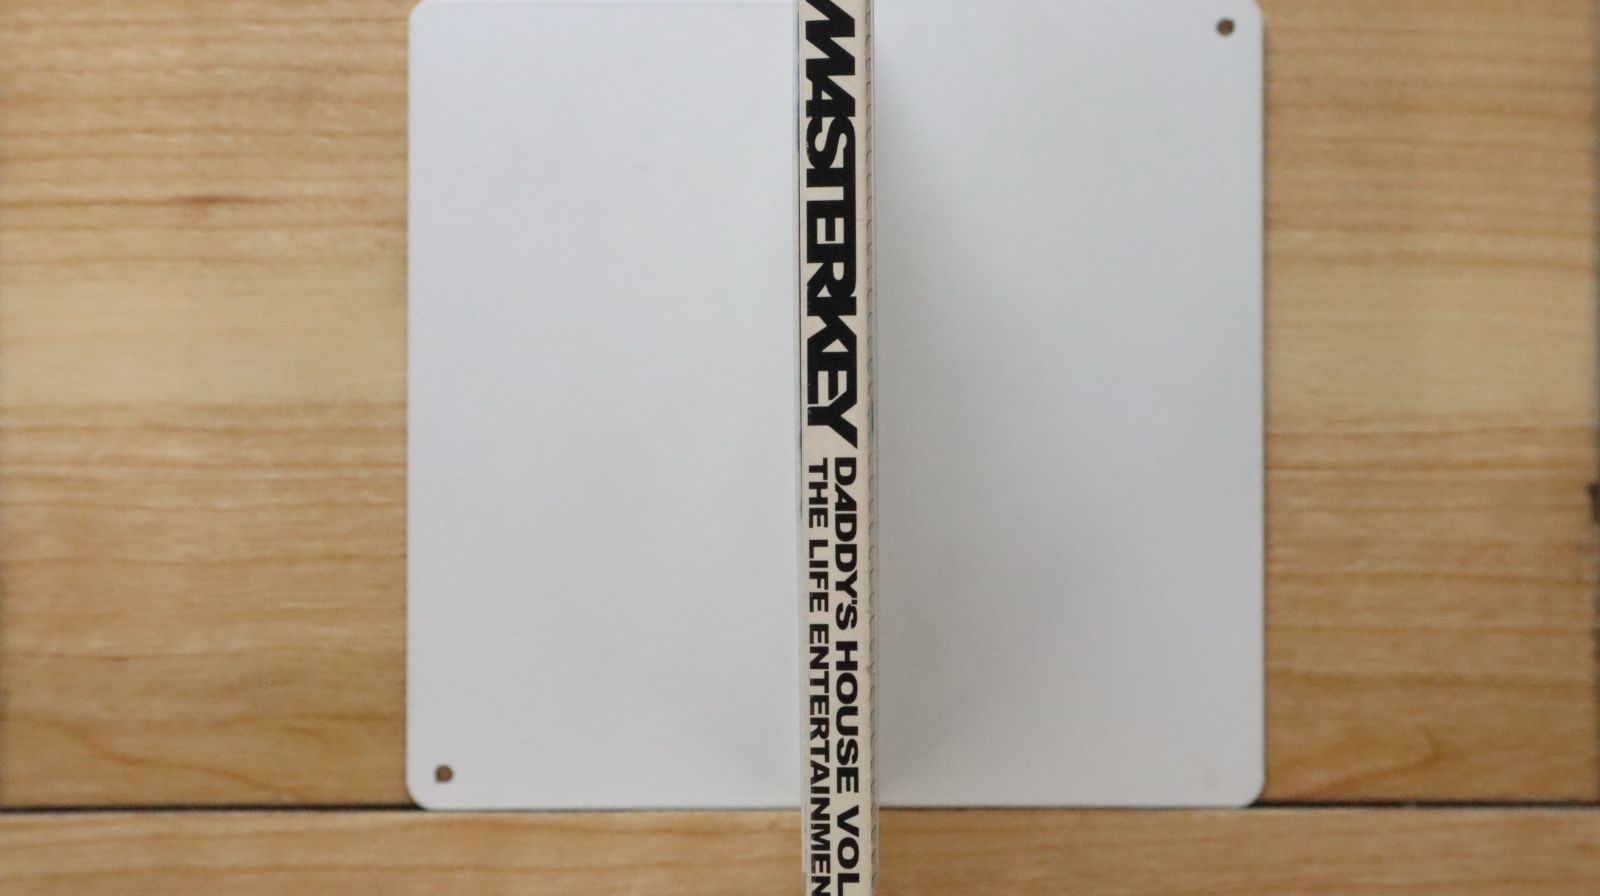 MASTERKEY
DADDY'S HOUSE VOL
THE LIFE ENTERTAINMEN